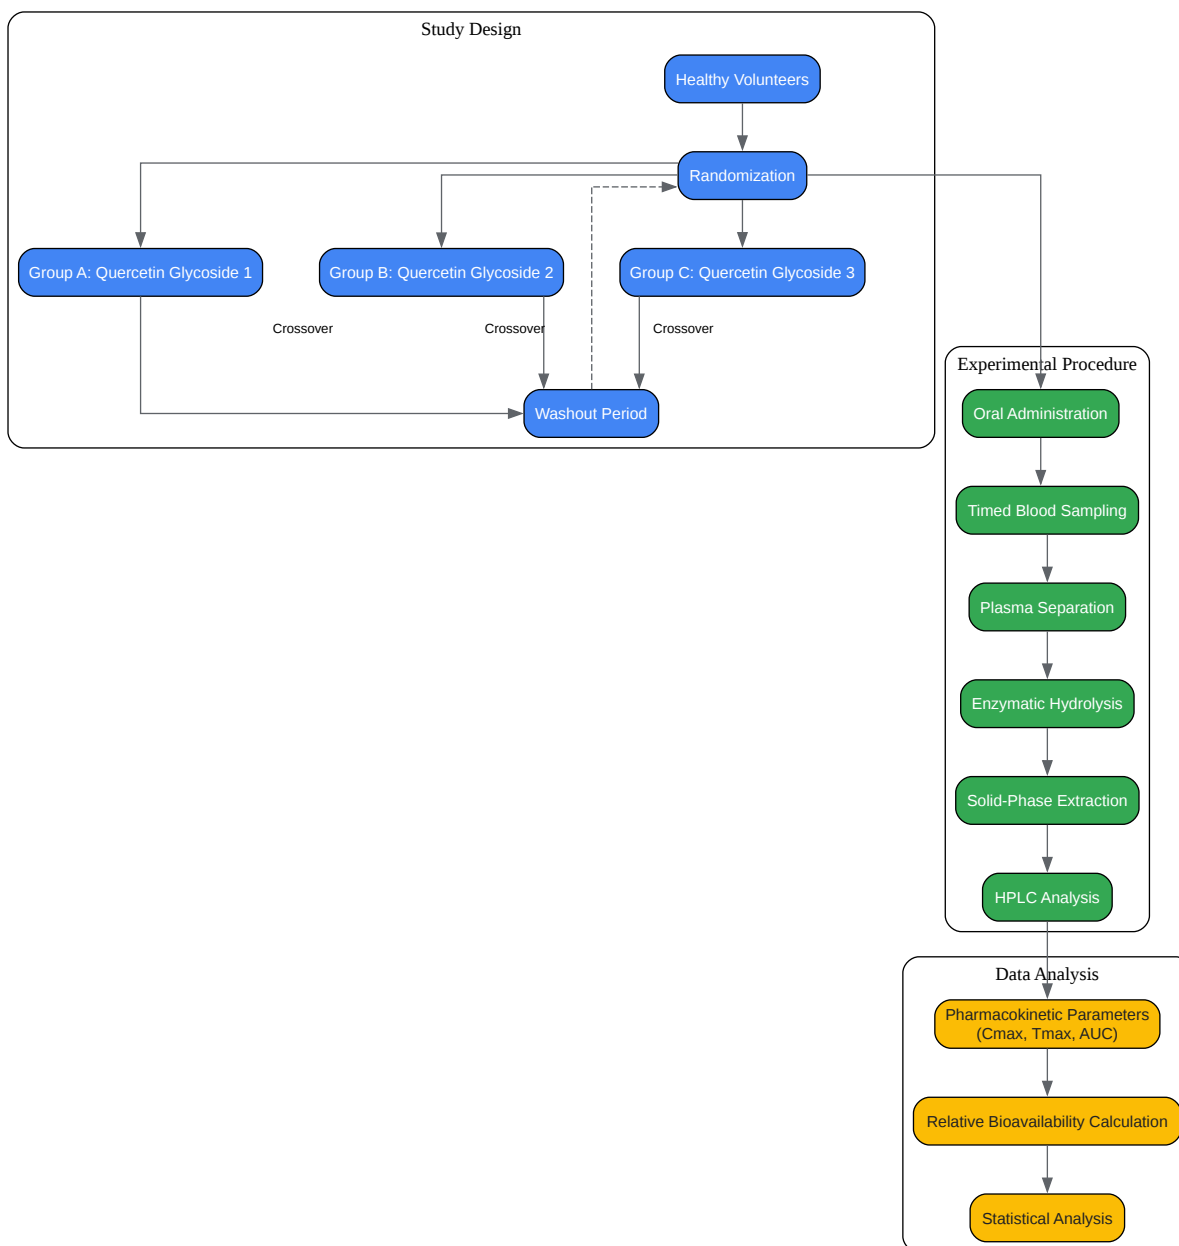 Study Design
Healthy Volunteers
Randomization
Group A: Quercetin Glycoside 1
Group B: Quercetin Glycoside 2
Group C: Quercetin Glycoside 3
Crossover
Crossover
Crossover
Washout Period
Experimental Procedure
Oral Administration
Timed Blood Sampling
Plasma Separation
Enzymatic Hydrolysis
Solid-Phase Extraction
HPLC Analysis
Data Analysis
Pharmacokinetic Parameters
(Cmax, Tmax, AUC)
Relative Bioavailability Calculation
Statistical Analysis